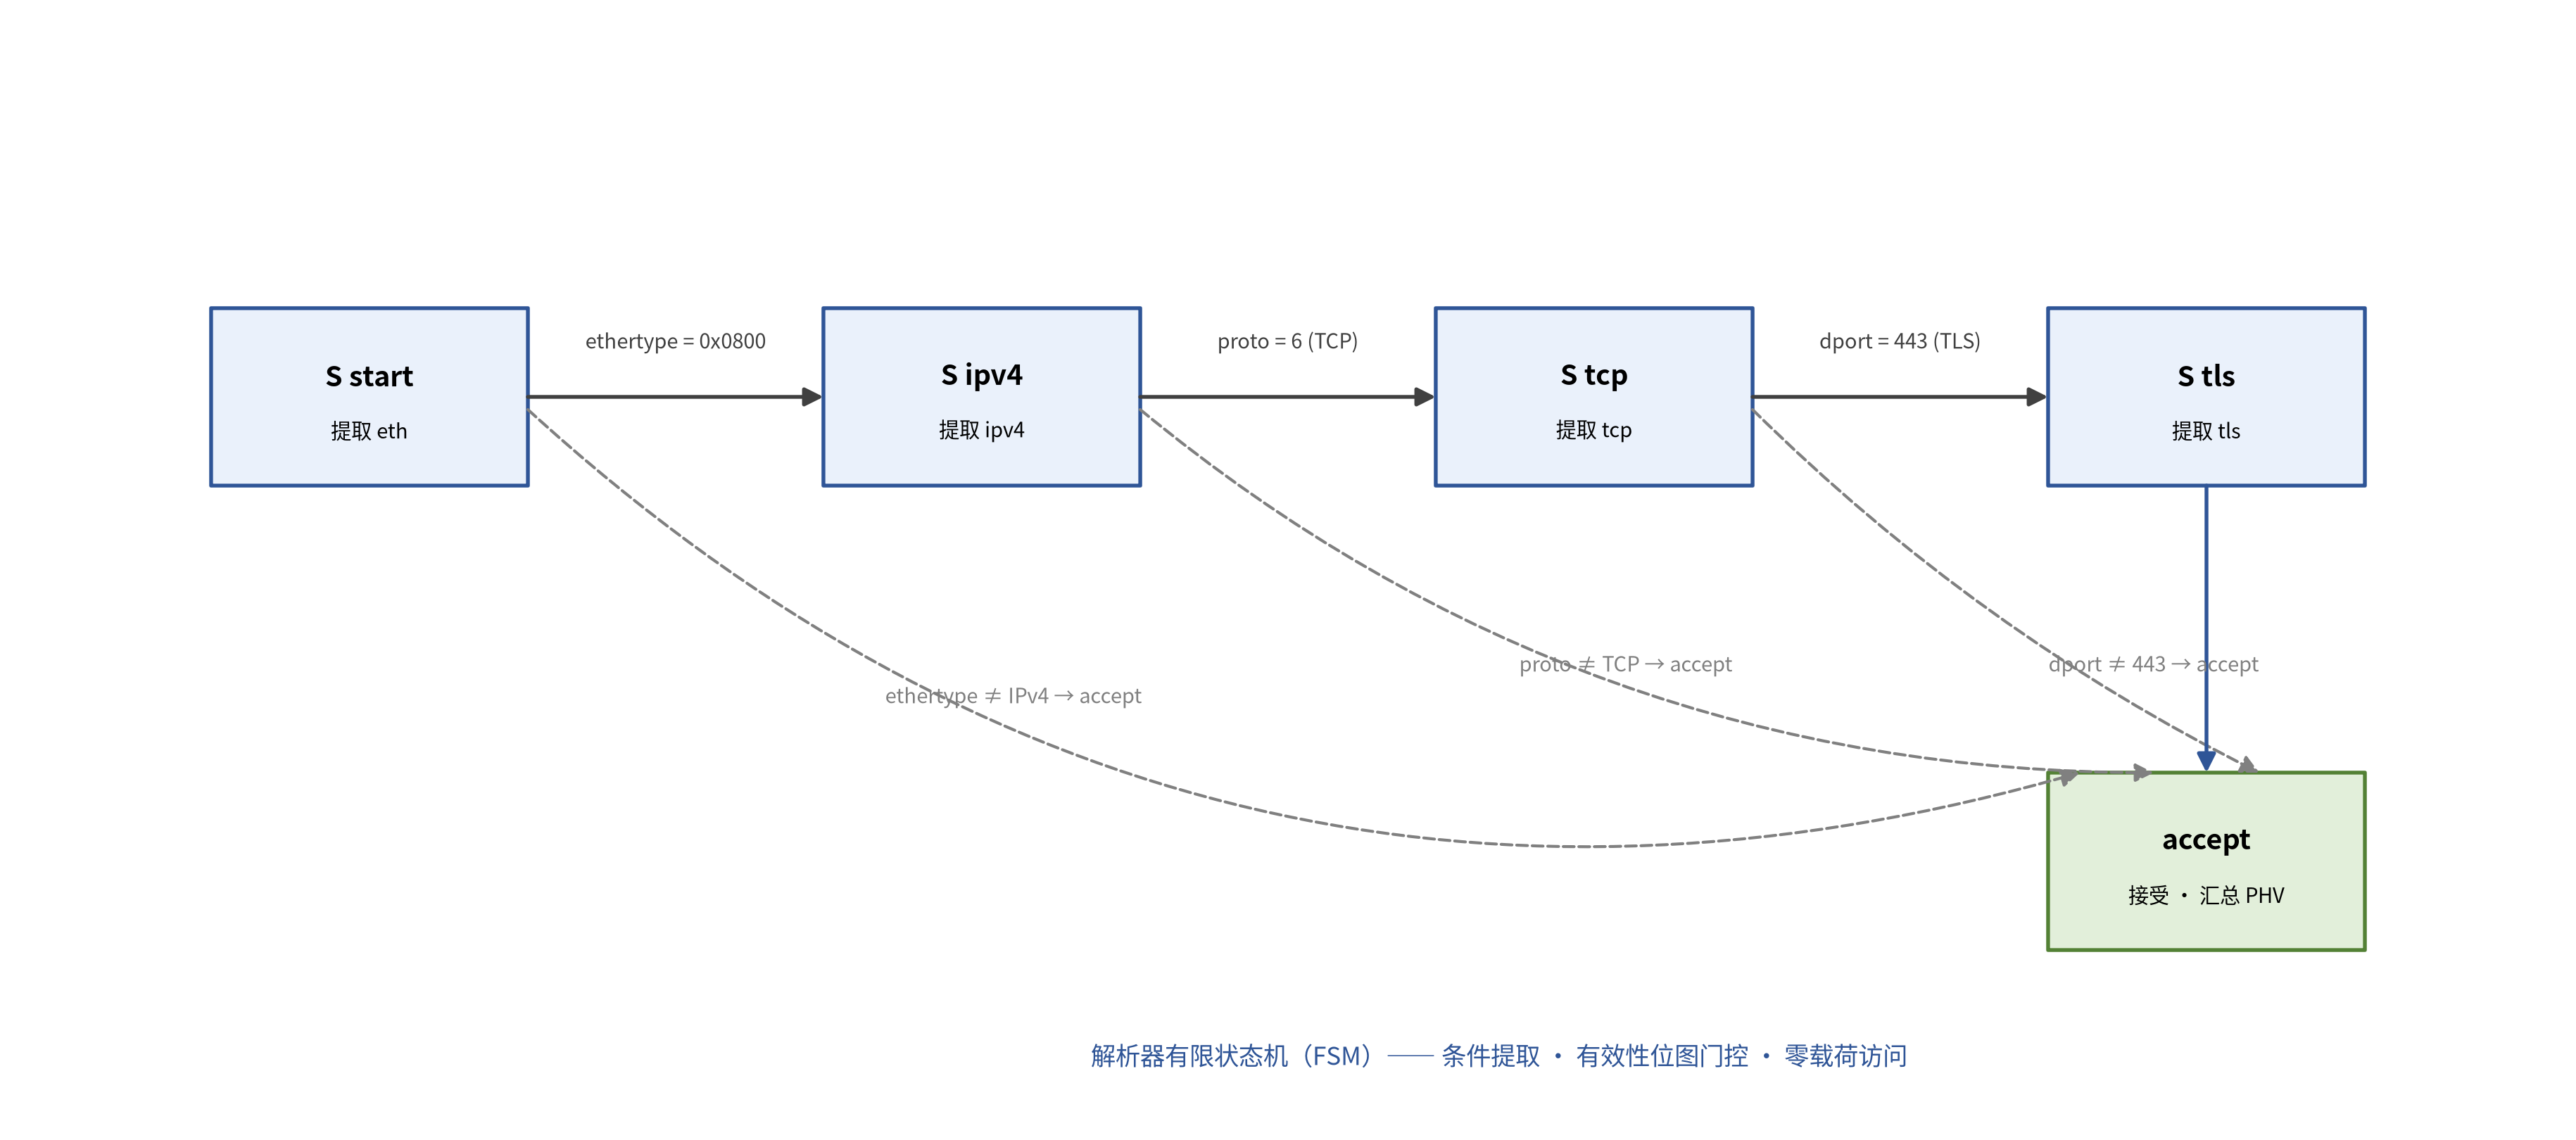 S start
提取 eth
ethertype = 0x0800
S ipv4
提取 ipv4
proto = 6 (TCP)
S tcp
提取 tcp
dport = 443 (TLS)
S tls
提取 tls
ethertype ≠ IPv4 → accept
proto ≠ TCP → accept
dport ≠ 443 → accept
accept
接受 · 汇总 PHV
解析器有限状态机（FSM）—— 条件提取 · 有效性位图门控 · 零载荷访问